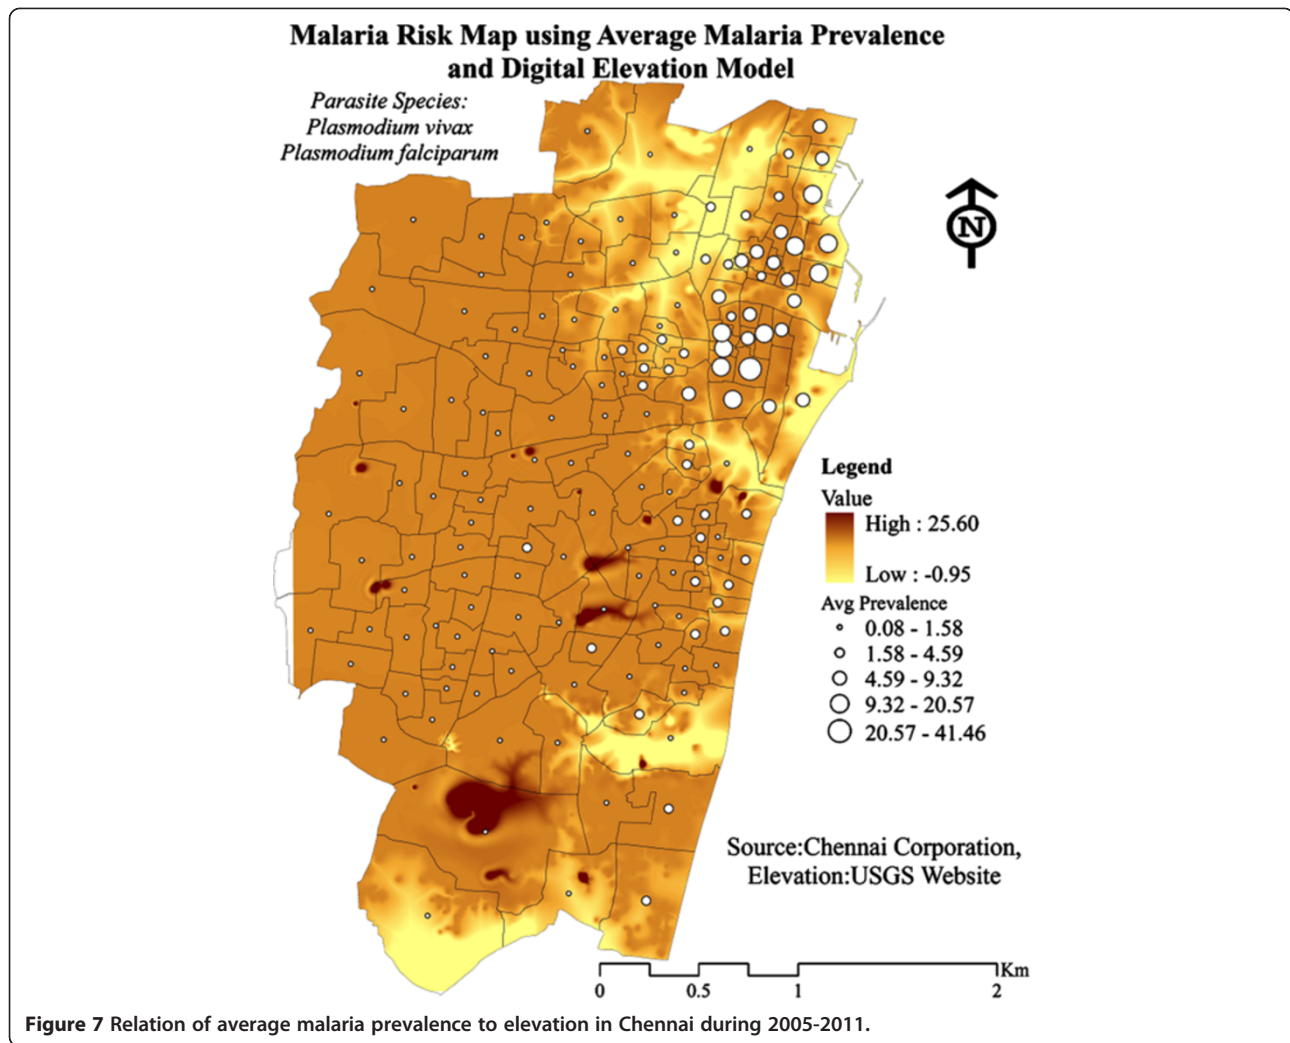 Malaria Risk Map using Average Malaria Prevalence
and Digital Elevation Model
Parasite Species:
Plasmodium vivax
Plasmodium falciparum
N
Legend
Value
High : 25.60
Low : -0.95
Avg Prevalence
0.08 - 1.58
1.58 - 4.59
4.59 - 9.32
9.32 - 20.57
20.57 - 41.46
Source:Chennai Corporation,
Elevation:USGS Website
Km
0 0.5 1 2
Figure 7 Relation of average malaria prevalence to elevation in Chennai during 2005-2011.